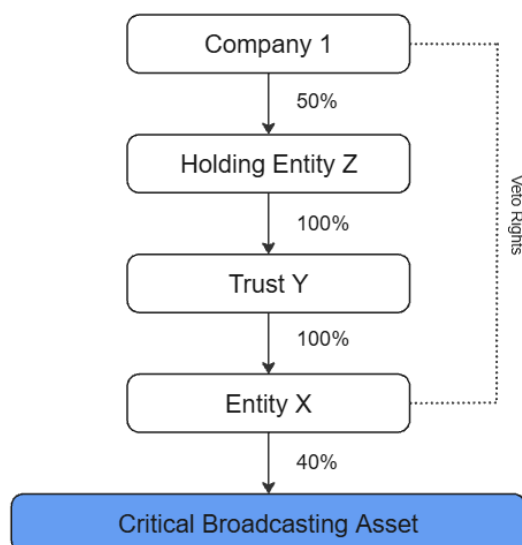 Company 1
50%
Holding Entity Z
100%
Trust Y
100%
Entity X
40%
Critical Broadcasting Asset
Veto Rights